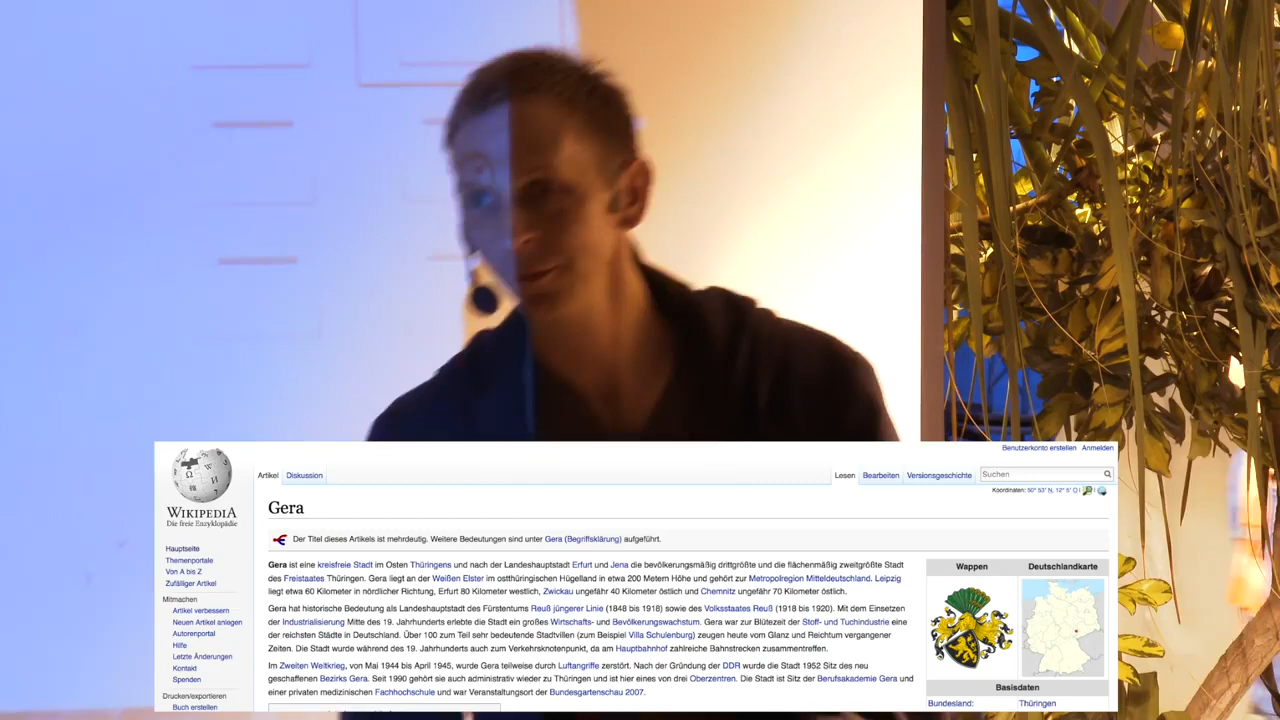 Benutzerkonto erstellen Anmelden
Artikel Diskussion Lesen Bearbeiten Versionsgeschichte Suchen
Koordinaten: 50° 53′ N, 12° 5′ O
WIKIPEDIA
Die freie Enzyklopädie
Hauptseite
Themenportale
Von A bis Z
Zufälliger Artikel
Mitmachen
Artikel verbessern
Neuen Artikel anlegen
Autorenportal
Hilfe
Letzte Änderungen
Kontakt
Spenden
Drucken/exportieren
Buch erstellen
Gera
Der Titel dieses Artikels ist mehrdeutig. Weitere Bedeutungen sind unter Gera (Begriffsklärung) aufgeführt.
Gera ist eine kreisfreie Stadt im Osten Thüringens und nach der Landeshauptstadt Erfurt und Jena die bevölkerungsmäßig drittgrößte und die flächenmäßig zweitgrößte Stadt
des Freistaates Thüringen. Gera liegt an der Weißen Elster im ostthüringischen Hügelland in etwa 200 Metern Höhe und gehört zur Metropolregion Mitteldeutschland. Leipzig
liegt etwa 60 Kilometer in nördlicher Richtung, Erfurt 80 Kilometer westlich, Zwickau ungefähr 40 Kilometer östlich und Chemnitz ungefähr 70 Kilometer östlich.
Gera hat historische Bedeutung als Landeshauptstadt des Fürstentums Reuß jüngerer Linie (1848 bis 1918) sowie des Volksstaates Reuß (1918 bis 1920). Mit dem Einsetzen
der Industrialisierung Mitte des 19. Jahrhunderts erlebte die Stadt ein großes Wirtschafts- und Bevölkerungswachstum. Gera war zur Blütezeit der Stoff- und Tuchindustrie eine
der reichsten Städte in Deutschland. Über 100 zum Teil sehr bedeutende Stadtvillen (zum Beispiel Villa Schulenburg) zeugen heute vom Glanz und Reichtum vergangener
Zeiten. Die Stadt wurde während des 19. Jahrhunderts auch zum Verkehrsknotenpunkt, da am Hauptbahnhof zahlreiche Bahnstrecken zusammentreffen.
Im Zweiten Weltkrieg, von Mai 1944 bis April 1945, wurde Gera teilweise durch Luftangriffe zerstört. Nach der Gründung der DDR wurde die Stadt 1952 Sitz des neu
geschaffenen Bezirks Gera. Seit 1990 gehört sie auch administrativ wieder zu Thüringen und ist hier eines von drei Oberzentren. Die Stadt ist Sitz der Berufsakademie Gera und
einer privaten medizinischen Fachhochschule und war Veranstaltungsort der Bundesgartenschau 2007.
Wappen Deutschlandkarte
Basisdaten
Bundesland: Thüringen